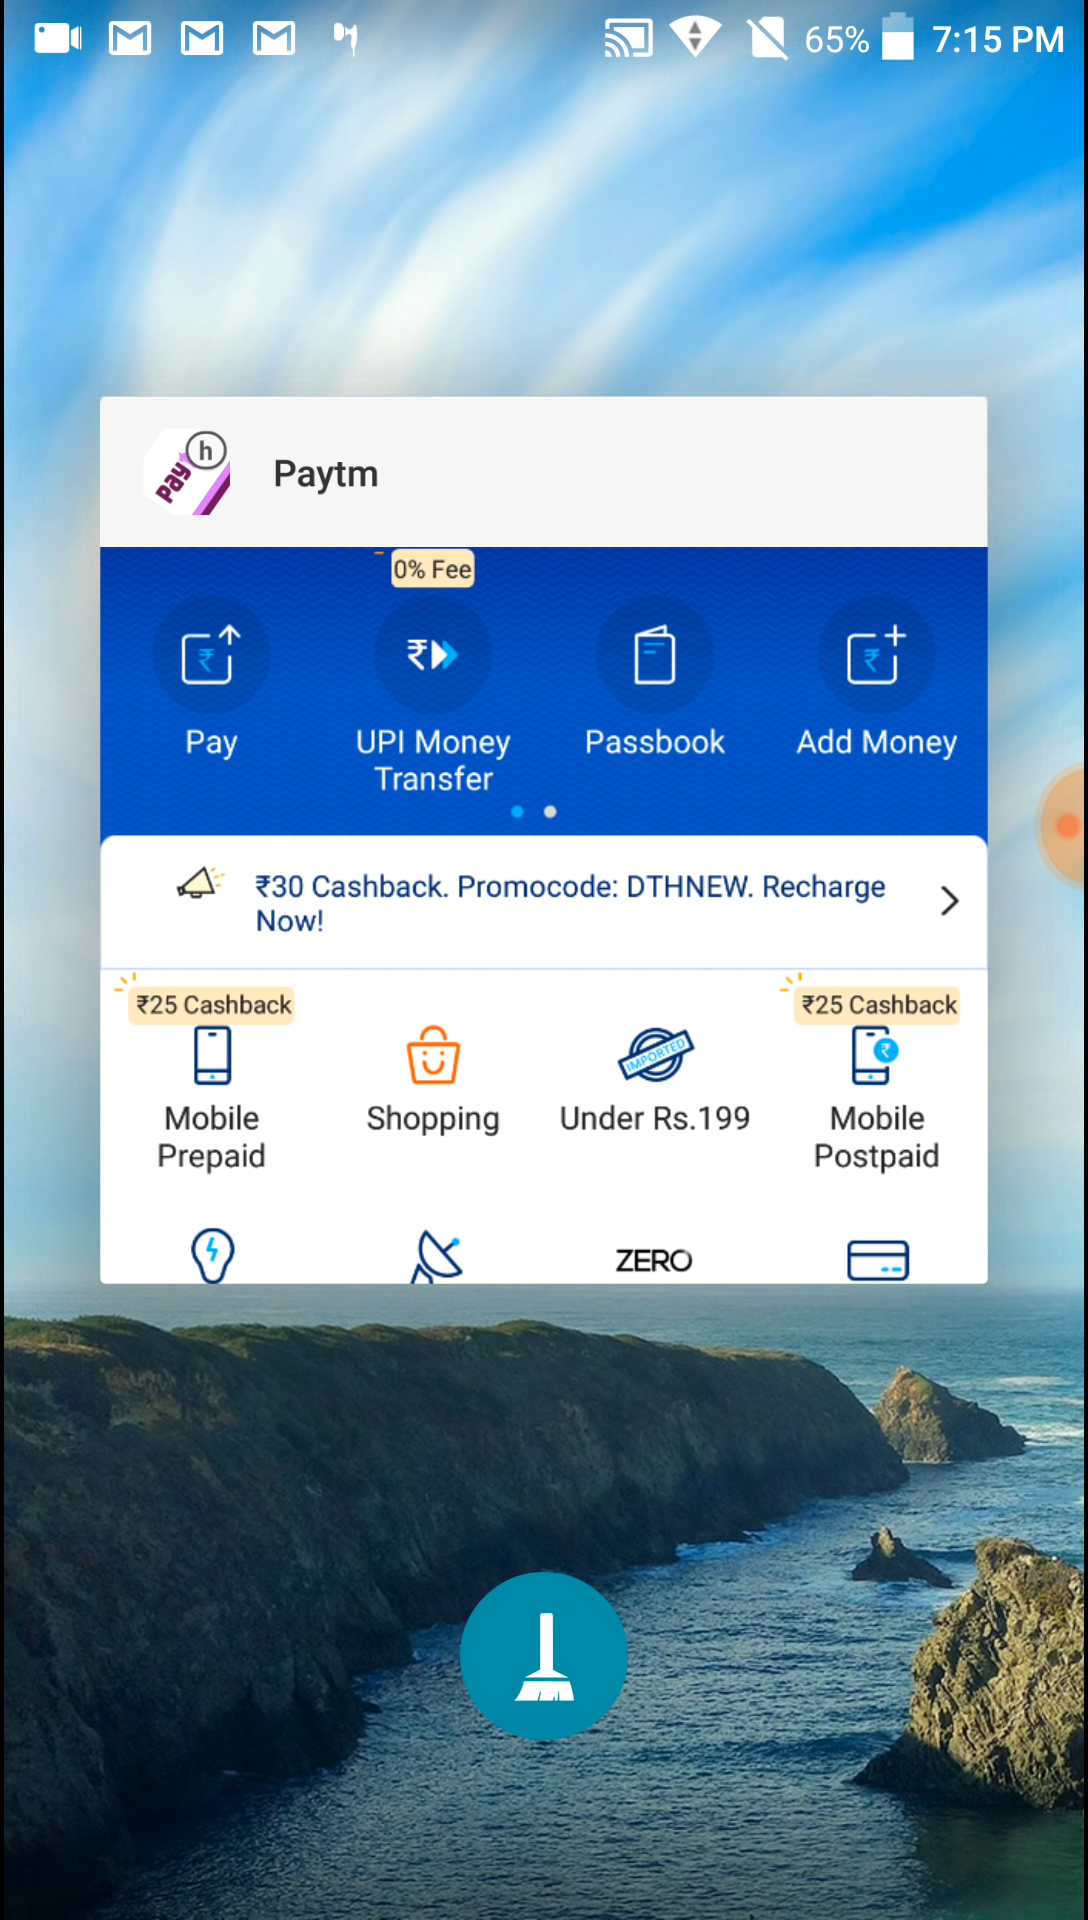 65% 7:15 PM
Pay h
Paytm
0% Fee
Pay
UPI Money
Transfer
Passbook
Add Money
₹30 Cashback. Promocode: DTHNEW. Recharge
Now!
₹25 Cashback
₹25 Cashback
IMPORTED
Mobile
Prepaid
Shopping
Under Rs.199
Mobile
Postpaid
ZERO